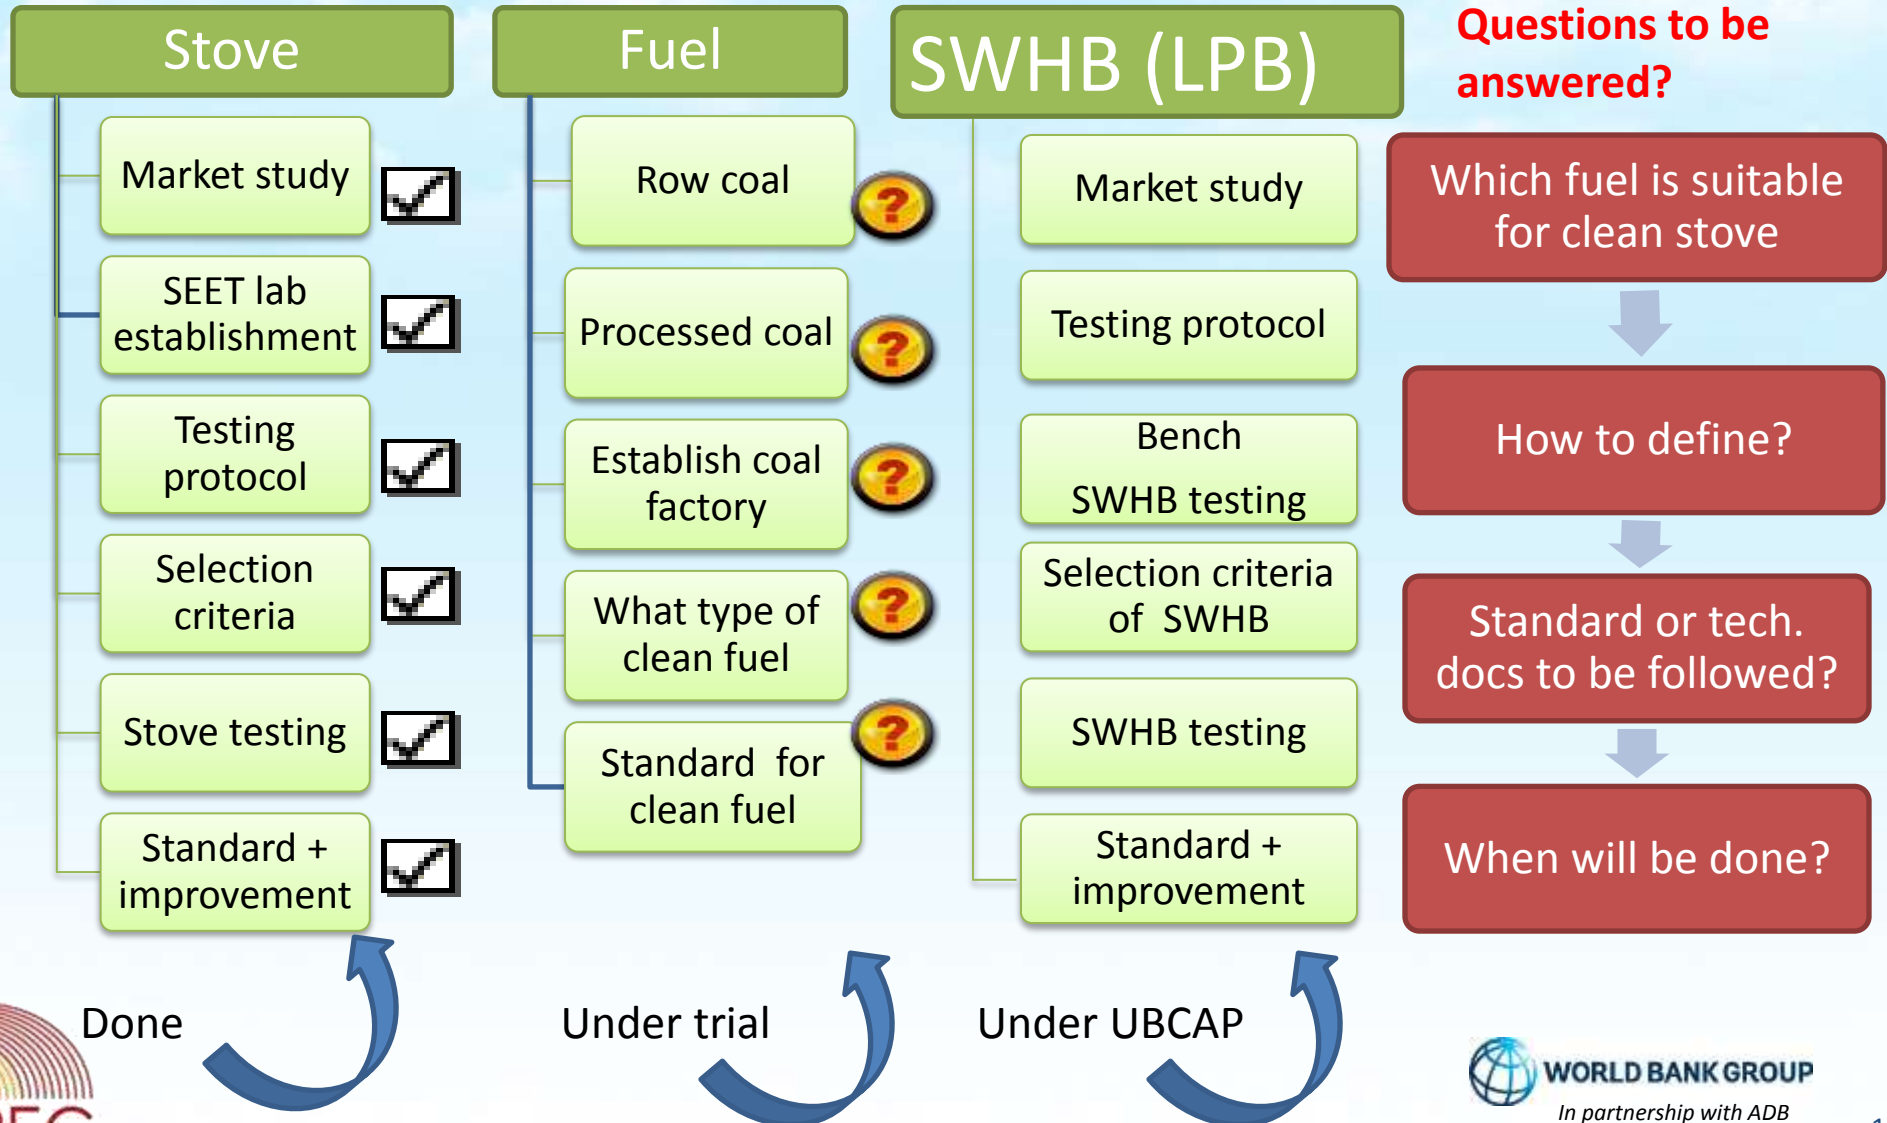 Stove
Market study
SEET lab
establishment
Testing
protocol
Selection
criteria
Stove testing
Standard +
improvement
Done
Fuel
Row coal
?
Processed coal
?
Establish coal
factory
?
What type of
clean fuel
?
Standard for
clean fuel
?
Under trial
SWHB (LPB)
Market study
Testing protocol
Bench
SWHB testing
Selection criteria
of SWHB
SWHB testing
Standard +
improvement
Under UBCAP
Questions to be
answered?
Which fuel is suitable
for clean stove
How to define?
Standard or tech.
docs to be followed?
When will be done?
WORLD BANK GROUP
In partnership with ADB